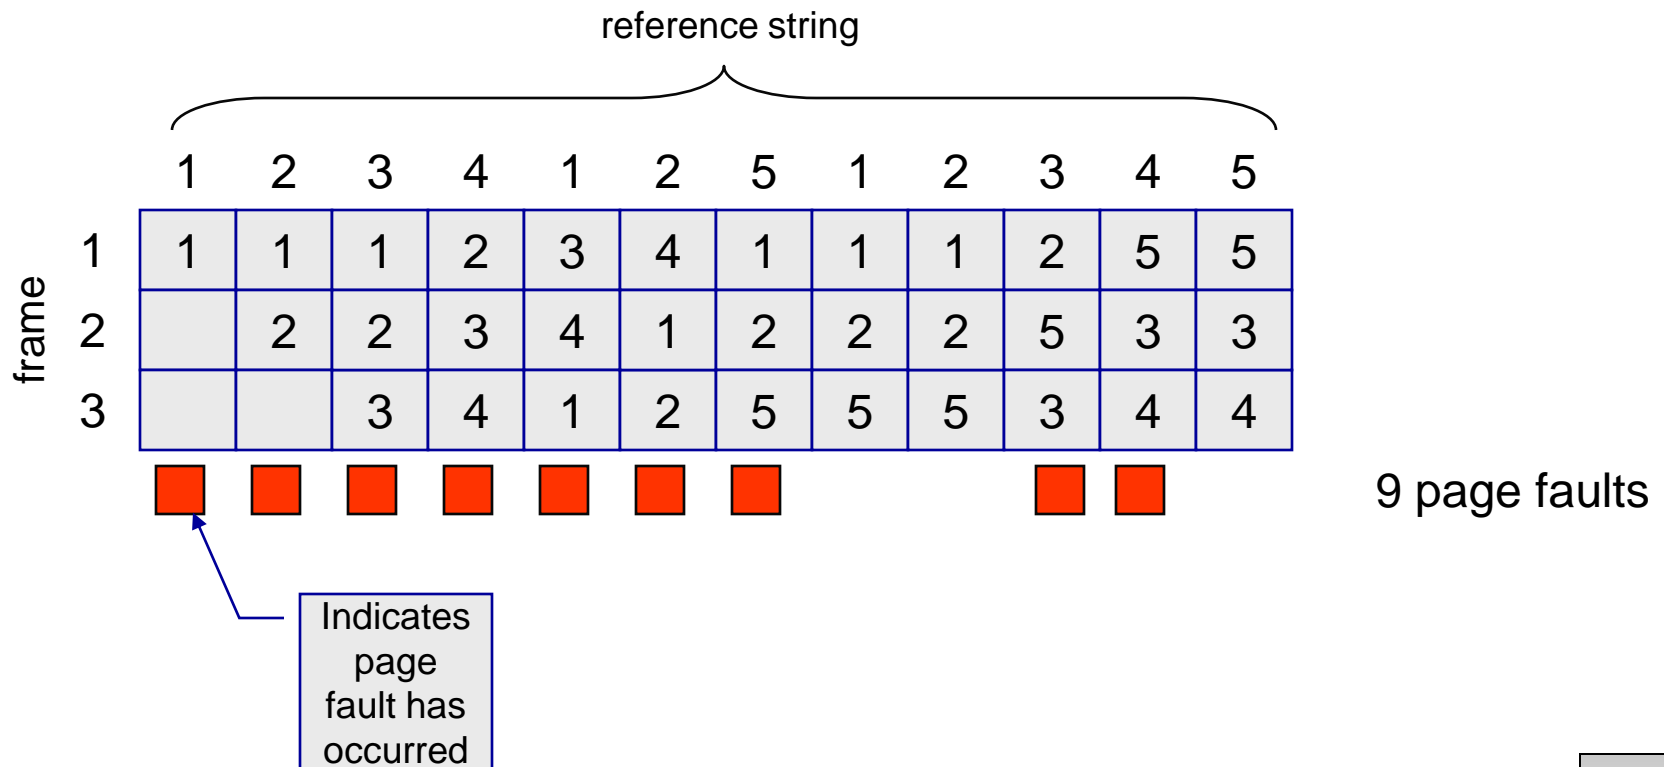 reference string
1 2 3 4 1 2 5 1 2 3 4 5
1 1 1 1 2 3 4 1 1 1 2 5 5
frame
2 2 2 3 4 1 2 2 2 5 3 3
3 3 4 1 2 5 5 5 3 4 4
9 page faults
Indicates
page
fault has
occurred